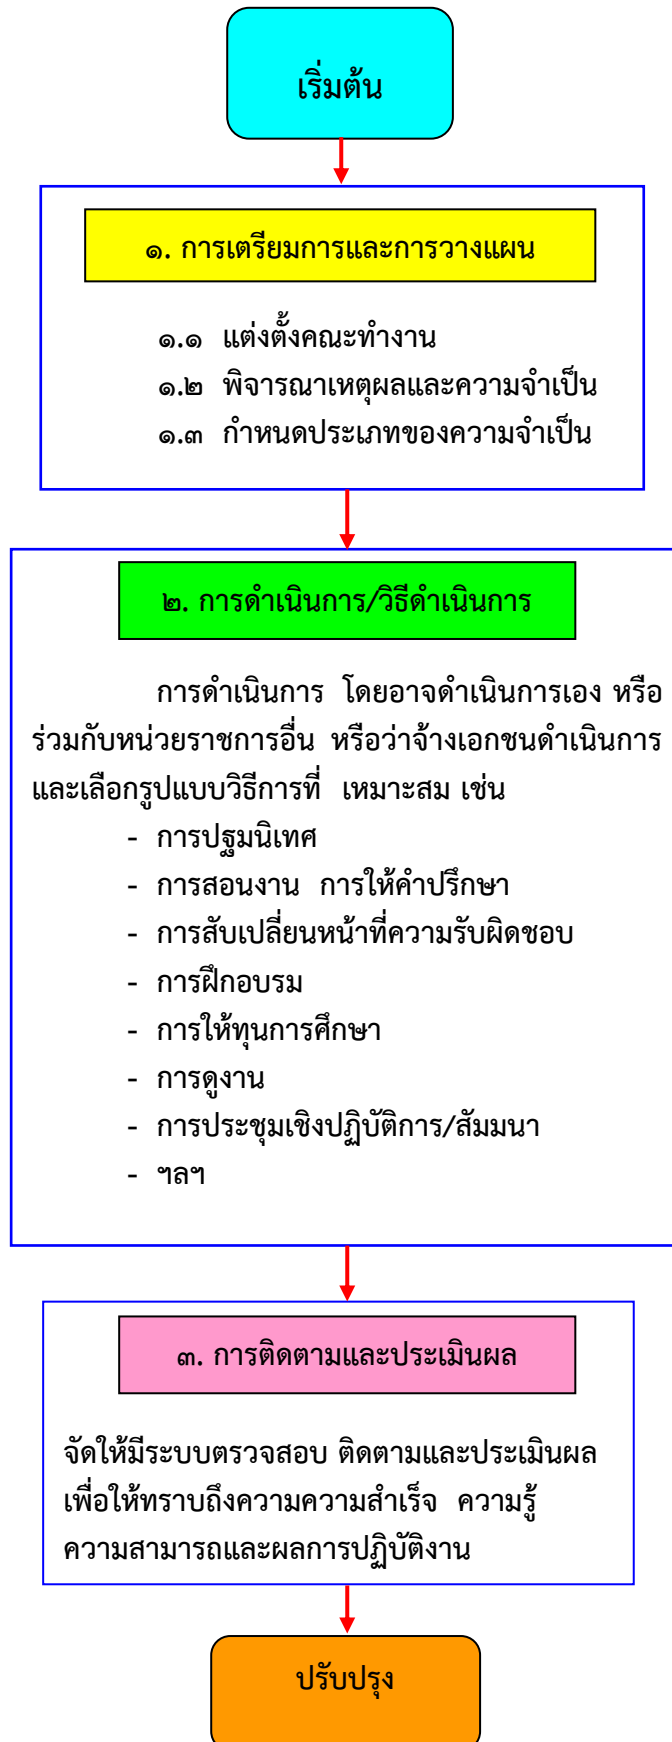 เริ่มต้น
๑. การเตรียมการและการวางแผน
๑.๑ แต่งตั้งคณะทำงาน
๑.๒ พิจารณาเหตุผลและความจำเป็น
๑.๓ กำหนดประเภทของความจำเป็น
๒. การดำเนินการ/วิธีดำเนินการ
การดำเนินการ โดยอาจดำเนินการเอง หรือ
ร่วมกับหน่วยราชการอื่น หรือว่าจ้างเอกชนดำเนินการ
และเลือกรูปแบบวิธีการที่ เหมาะสม เช่น
- การปฐมนิเทศ
- การสอนงาน การให้คำปรึกษา
- การสับเปลี่ยนหน้าที่ความรับผิดชอบ
- การฝึกอบรม
- การให้ทุนการศึกษา
- การดูงาน
- การประชุมเชิงปฏิบัติการ/สัมมนา
- ฯลฯ
๓. การติดตามและประเมินผล
จัดให้มีระบบตรวจสอบ ติดตามและประเมินผล
เพื่อให้ทราบถึงความความสำเร็จ ความรู้
ความสามารถและผลการปฏิบัติงาน
ปรับปรุง